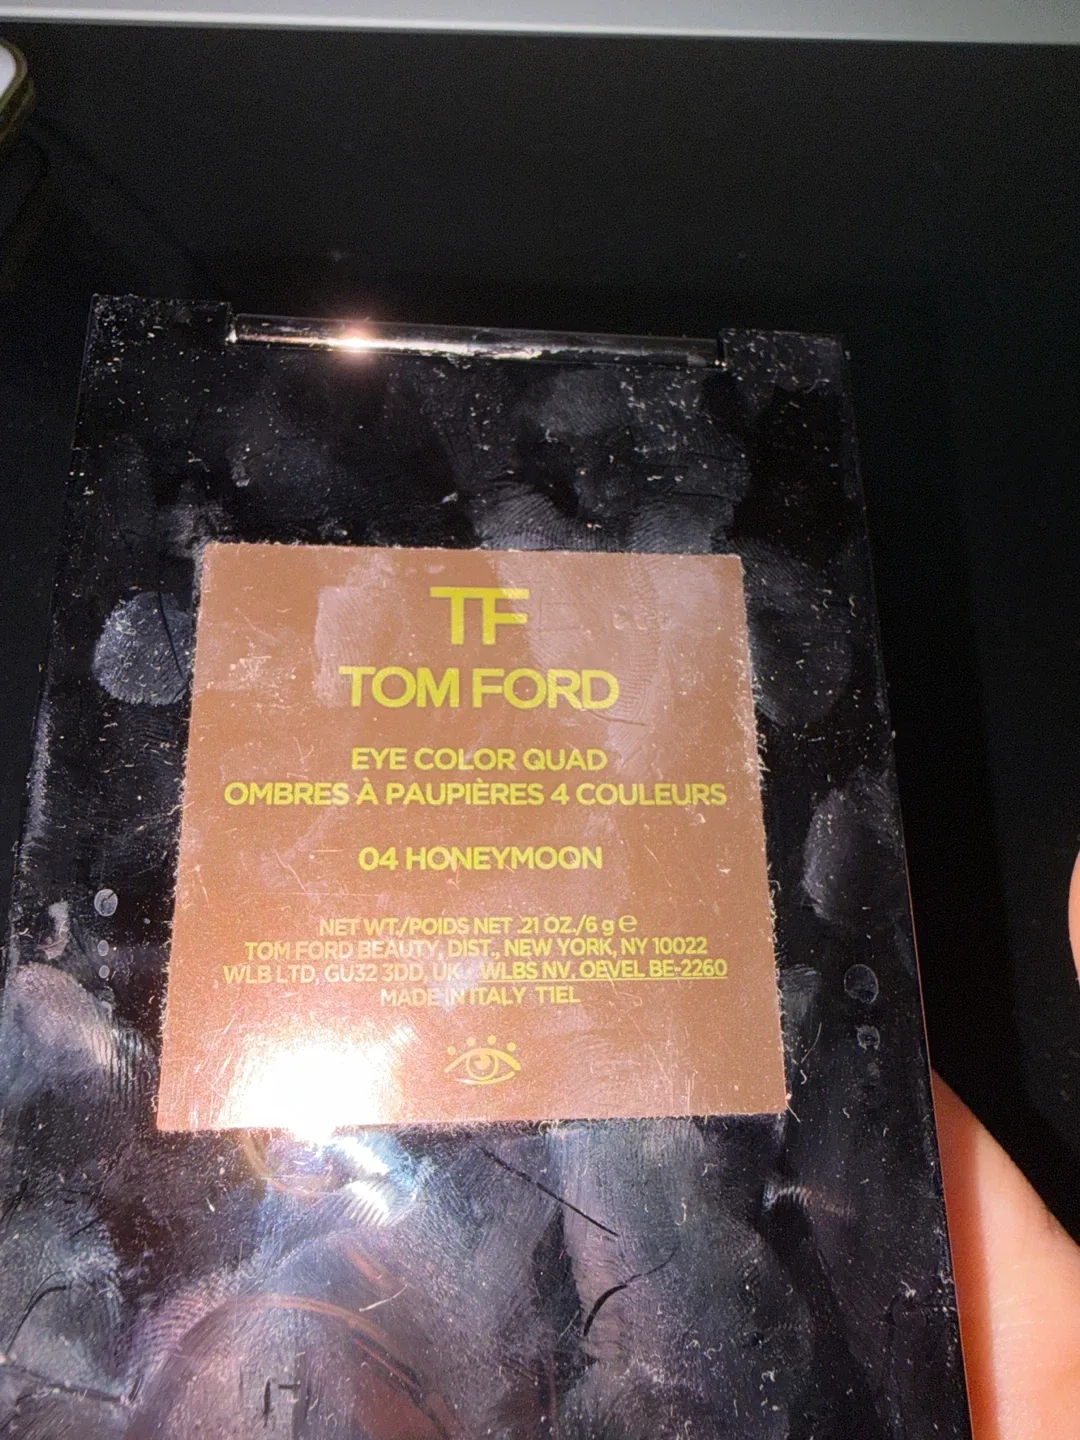 TF
TOM FORD
EYE COLOR QUAD
OMBRES À PAUPIÈRES 4 COULEURS
04 HONEYMOON
NET WT./POIDS NET .21 OZ./6 g ℮
TOM FORD BEAUTY, DIST., NEW YORK, NY 10022
WLB LTD, GU32 3DD, UK · WLBS NV. OEVEL BE-2260
MADE IN ITALY TIEL